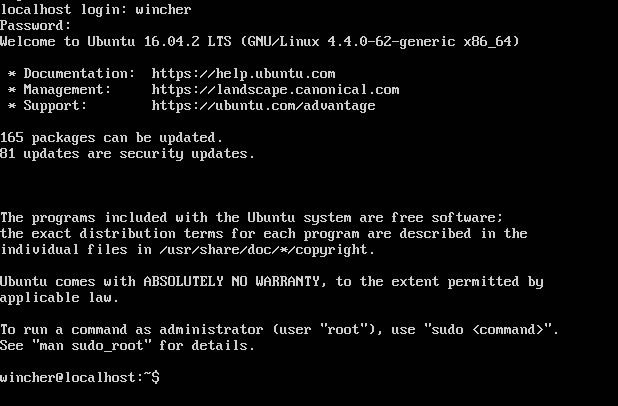 localhost login: wincher
Password:
Welcome to Ubuntu 16.04.2 LTS (GNU/Linux 4.4.0-62-generic x86_64)
* Documentation:  https://help.ubuntu.com
* Management:     https://landscape.canonical.com
* Support:        https://ubuntu.com/advantage
165 packages can be updated.
81 updates are security updates.
The programs included with the Ubuntu system are free software;
the exact distribution terms for each program are described in the
individual files in /usr/share/doc/*/copyright.
Ubuntu comes with ABSOLUTELY NO WARRANTY, to the extent permitted by
applicable law.
To run a command as administrator (user "root"), use "sudo <command>".
See "man sudo_root" for details.
wincher@localhost:~$